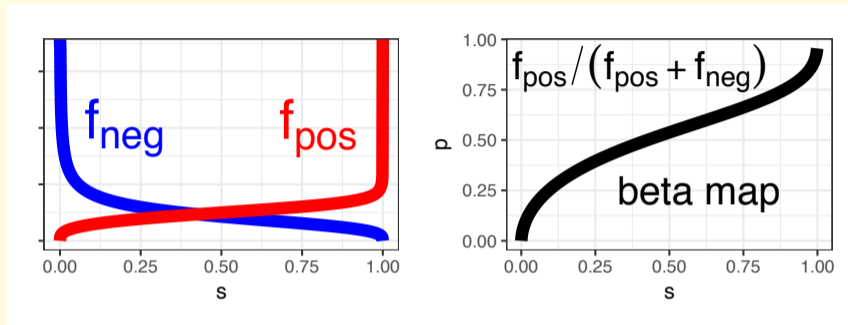 f_neg
f_pos
0.00 0.25 0.50 0.75 1.00
s
1.00
0.75
0.50
0.25
0.00
p
f_pos/(f_pos + f_neg)
beta map
0.00 0.25 0.50 0.75 1.00
s